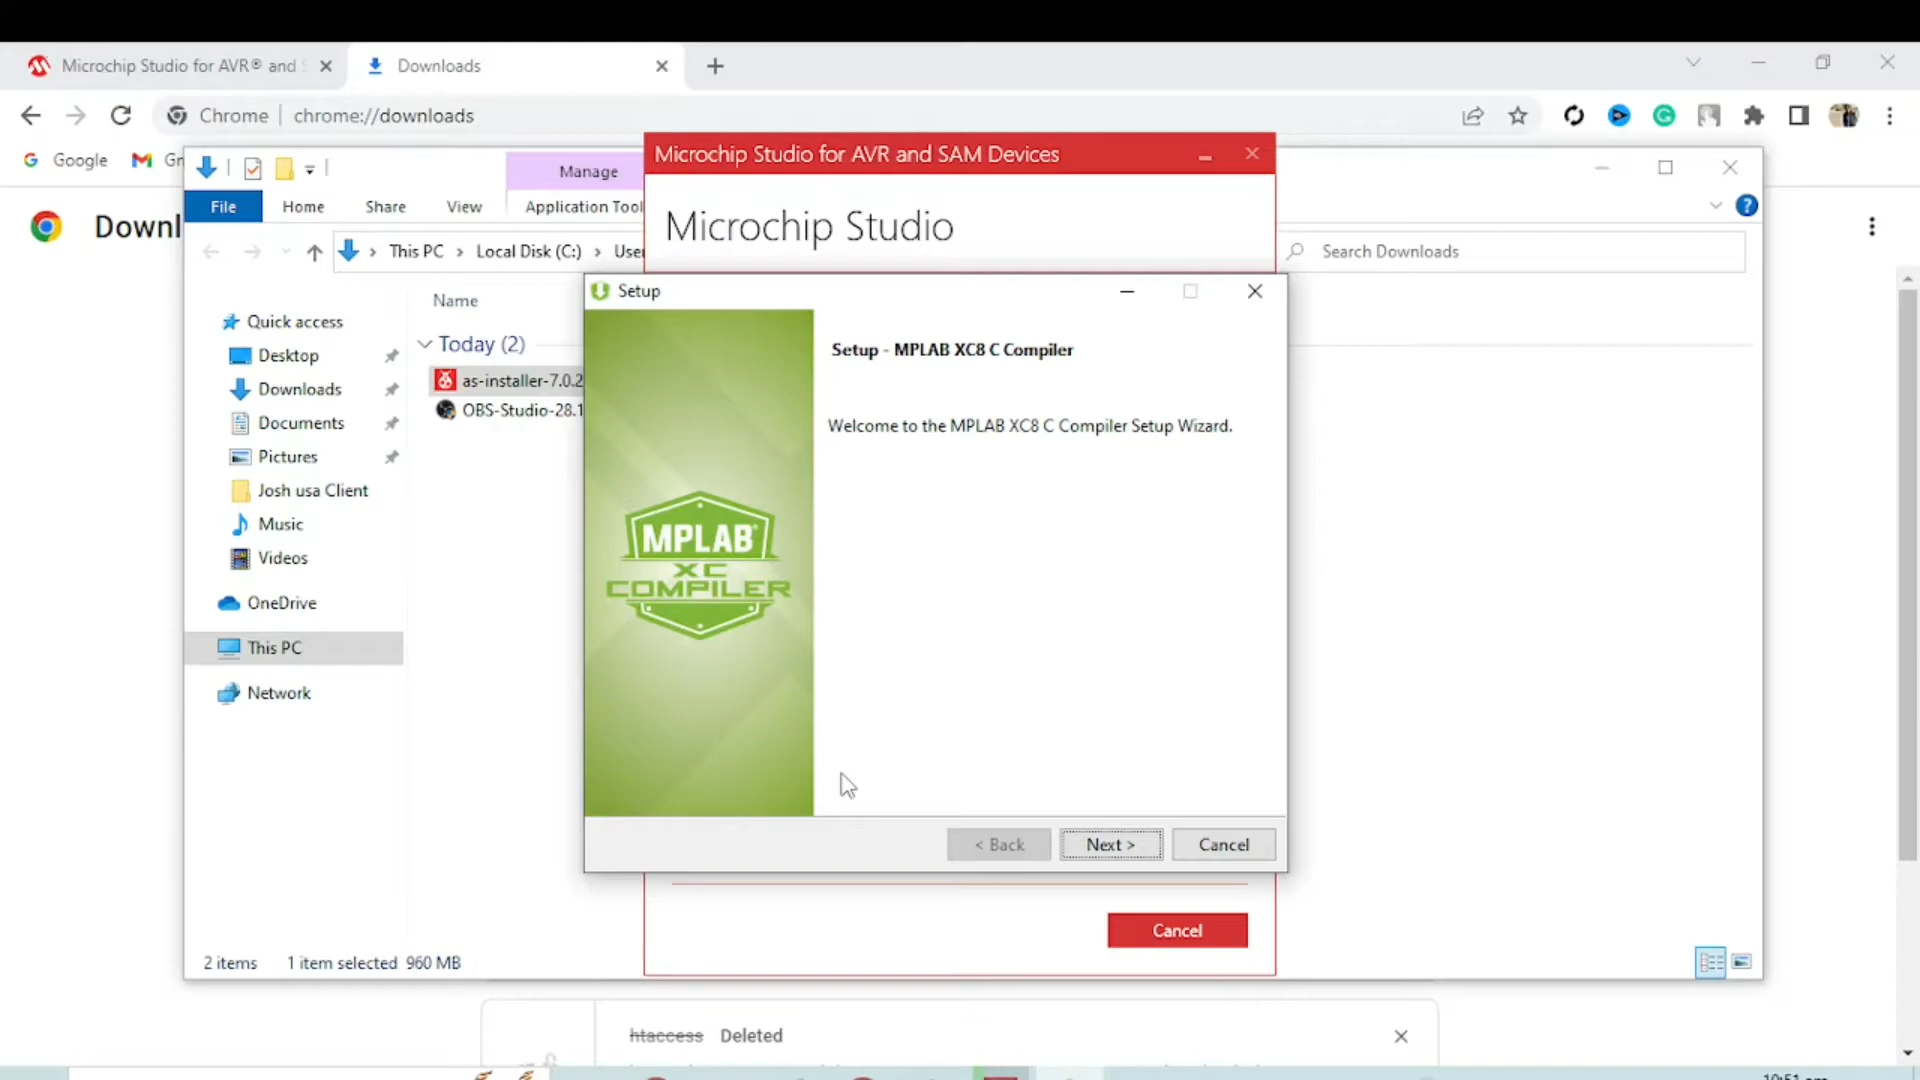 Microchip Studio for AVR® and
Downloads
Chrome
chrome://downloads
Google
Microchip Studio for AVR and SAM Devices
Manage
File
Home
Share
View
Application Tool
Downl
Microchip Studio
This PC
Local Disk (C:)
Search Downloads
Name
Setup
Quick access
Today (2)
Setup - MPLAB XC8 C Compiler
Desktop
as-installer-7.0.2
Downloads
OBS-Studio-28.1
Documents
Welcome to the MPLAB XC8 C Compiler Setup Wizard.
Pictures
Josh usa Client
Music
MPLAB
Videos
XC
COMPILER
OneDrive
This PC
Network
< Back
Next >
Cancel
Cancel
2 items
1 item selected 960 MB
htaccess Deleted